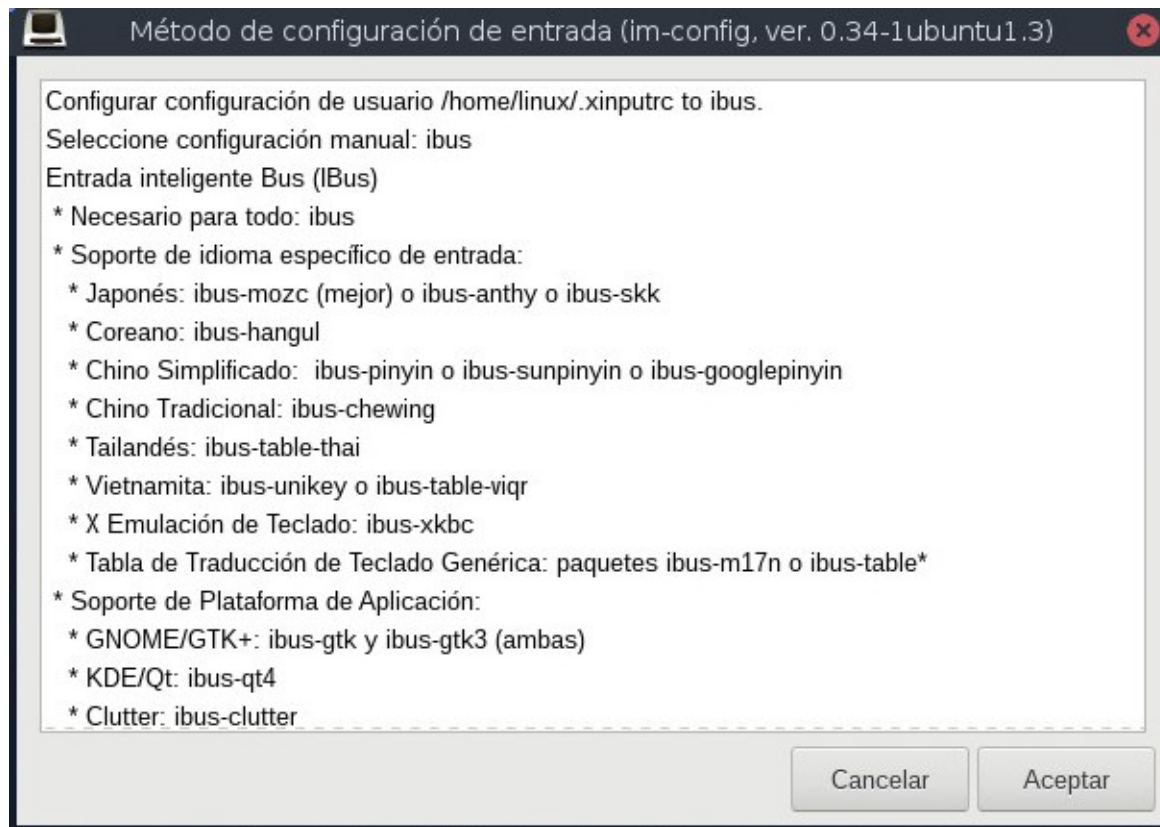 Método de configuración de entrada (im-config, ver. 0.34-1ubuntu1.3)
Configurar configuración de usuario /home/linux/.xinputrc to ibus.
Seleccione configuración manual: ibus
Entrada inteligente Bus (IBus)
* Necesario para todo: ibus
* Soporte de idioma específico de entrada:
* Japonés: ibus-mozc (mejor) o ibus-anthy o ibus-skk
* Coreano: ibus-hangul
* Chino Simplificado:  ibus-pinyin o ibus-sunpinyin o ibus-googlepinyin
* Chino Tradicional: ibus-chewing
* Tailandés: ibus-table-thai
* Vietnamita: ibus-unikey o ibus-table-viqr
* X Emulación de Teclado: ibus-xkbc
* Tabla de Traducción de Teclado Genérica: paquetes ibus-m17n o ibus-table*
* Soporte de Plataforma de Aplicación:
* GNOME/GTK+: ibus-gtk y ibus-gtk3 (ambas)
* KDE/Qt: ibus-qt4
* Clutter: ibus-clutter
Cancelar Aceptar